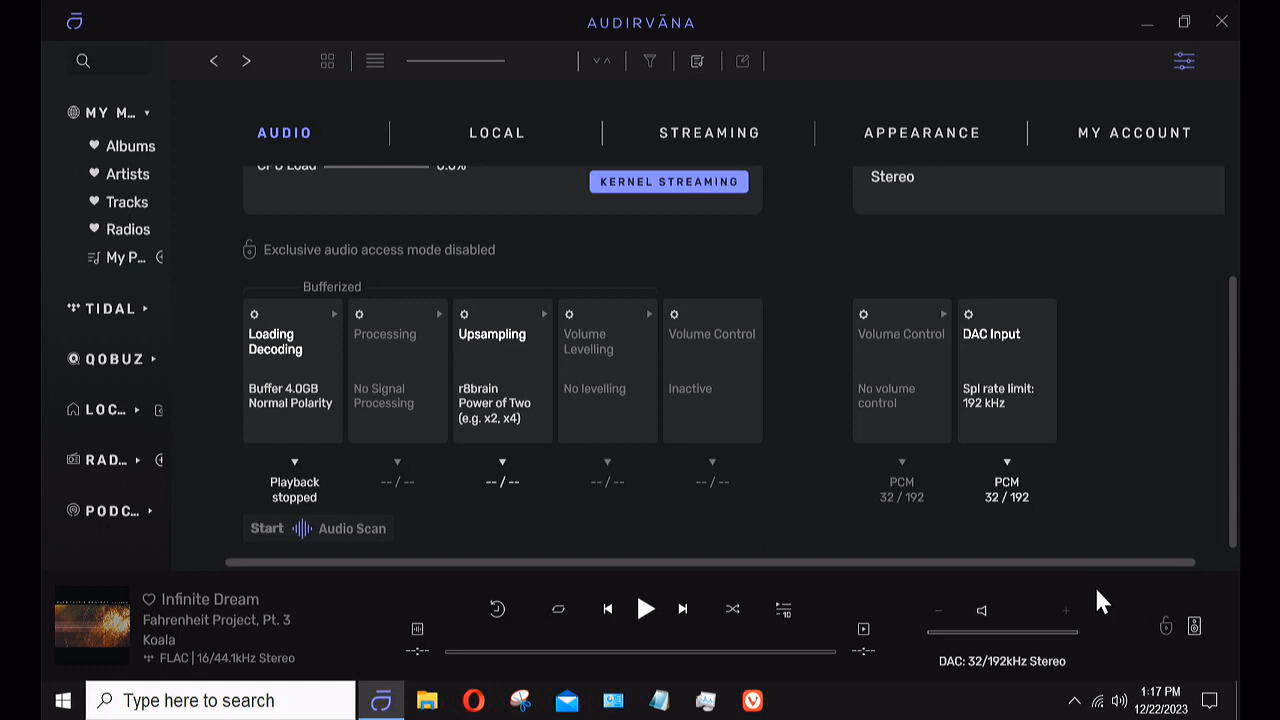 AUDIRVĀNA
AUDIO
LOCAL
STREAMING
APPEARANCE
MY ACCOUNT
MY M...
Albums
Artists
Tracks
Radios
My P...
TIDAL
QOBUZ
LOC...
RAD...
PODC...
CPU Load
KERNEL STREAMING
Stereo
Exclusive audio access mode disabled
Bufferized
Loading
Decoding
Buffer 4.0GB
Normal Polarity
Processing
No Signal
Processing
Upsampling
r8brain
Power of Two
(e.g. x2, x4)
Volume
Levelling
No levelling
Volume Control
Inactive
Volume Control
No volume
control
DAC Input
Spl rate limit:
192 kHz
Playback
stopped
-- / --
-- / --
-- / --
-- / --
PCM
32 / 192
PCM
32 / 192
Start Audio Scan
Infinite Dream
Fahrenheit Project, Pt. 3
Koala
FLAC | 16/44.1kHz Stereo
10
DAC: 32/192kHz Stereo
Type here to search
1:17 PM
12/22/2023